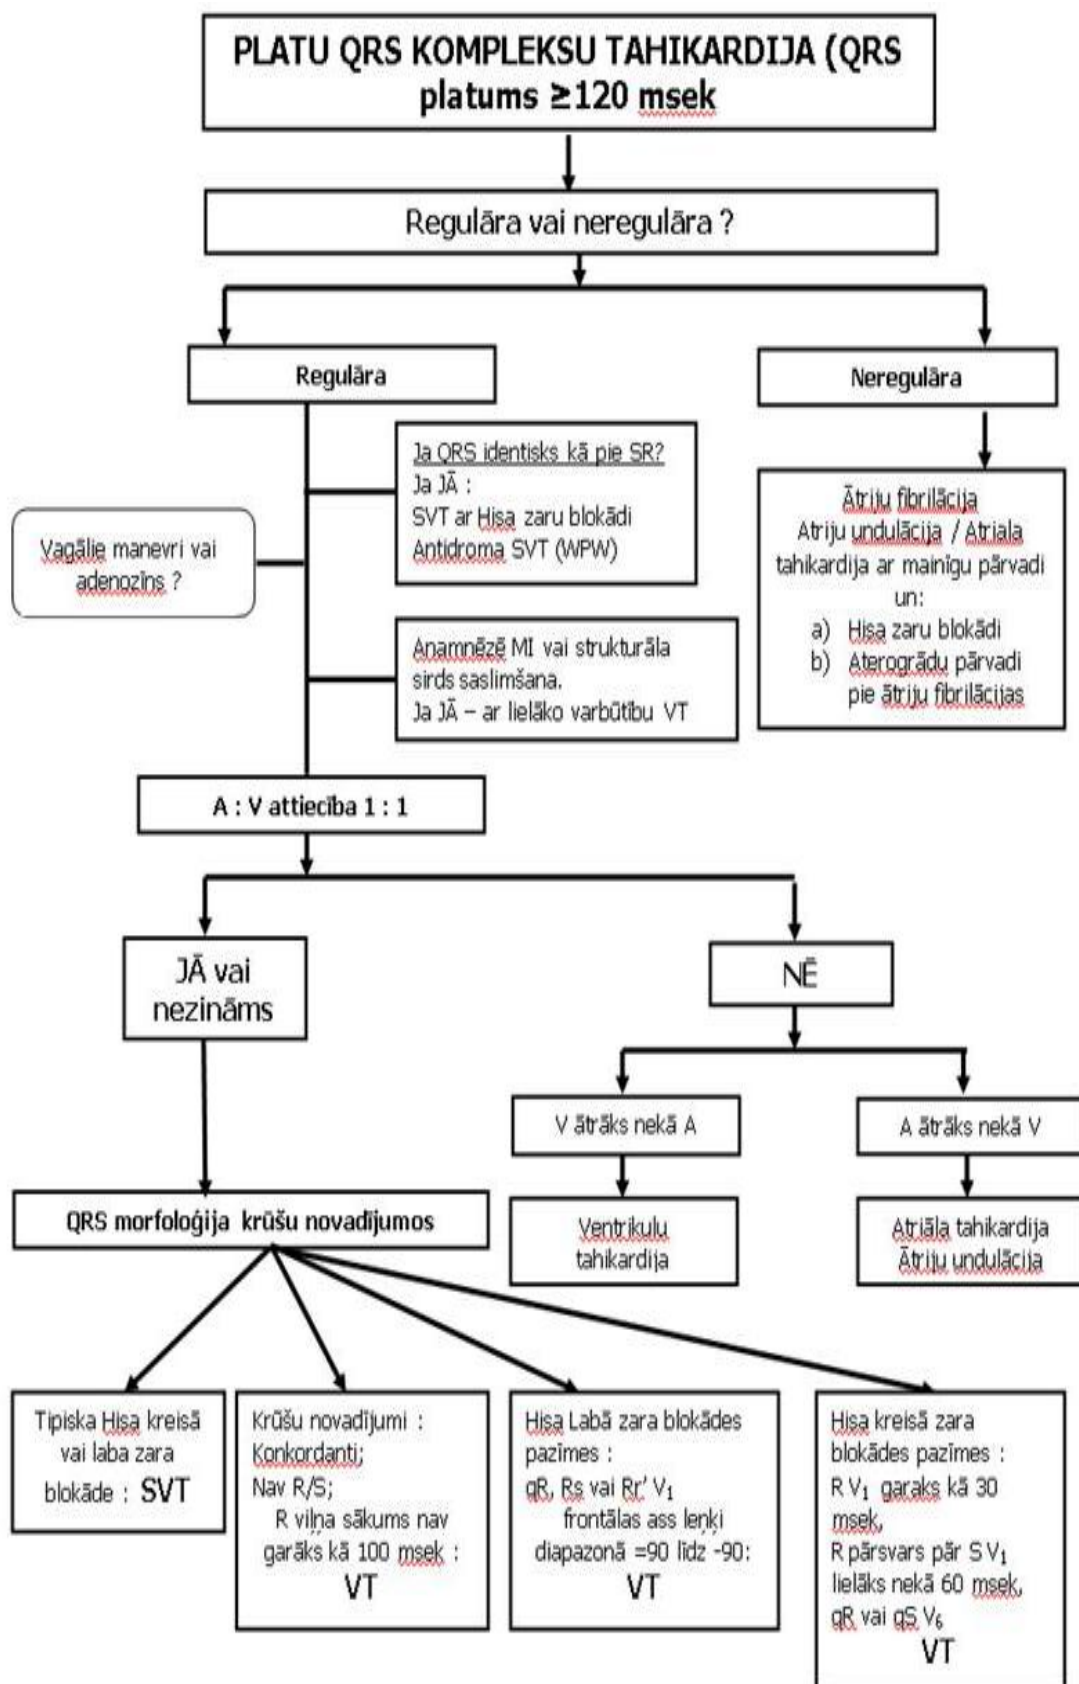 PLATU QRS KOMPLEKSU TAHIKARDIJA (QRS
platums ≥120 msek
Regulāra vai neregulāra ?
Regulāra
Neregulāra
Ja QRS identisks kā pie SR?
Ja JĀ :
SVT ar Hisa zaru blokādi
Antidroma SVT (WPW)
Vagālie manevri vai
adenozīns ?
Ātriju fibrilācija
Atriju undulācija / Atriala
tahikardija ar mainīgu pārvadi
un:
a) Hisa zaru blokādi
b) Aterogrādu pārvadi
pie ātriju fibrilācijas
Anamnēzē MI vai strukturāla
sirds saslimšana.
Ja JĀ – ar lielāko varbūtību VT
A : V attiecība 1 : 1
JĀ vai
nezināms
NĒ
V ātrāks nekā A
A ātrāks nekā V
Ventrikulu
tahikardija
Atriāla tahikardija
Ātriju undulācija
QRS morfoloģija krūšu novadījumos
Tipiska Hisa kreisā
vai laba zara
blokāde : SVT
Krūšu novadījumi :
Konkordanti;
Nav R/S;
R viļņa sākums nav
garāks kā 100 msek :
VT
Hisa Labā zara blokādes
pazīmes :
qR, Rs vai Rr' V₁
frontālas ass leņķi
diapazonā =90 līdz -90:
VT
Hisa kreisā zara
blokādes pazīmes :
R V₁ garaks kā 30
msek,
R pārsvars pār S V₁
lielāks nekā 60 msek,
qR vai qS V₆
VT